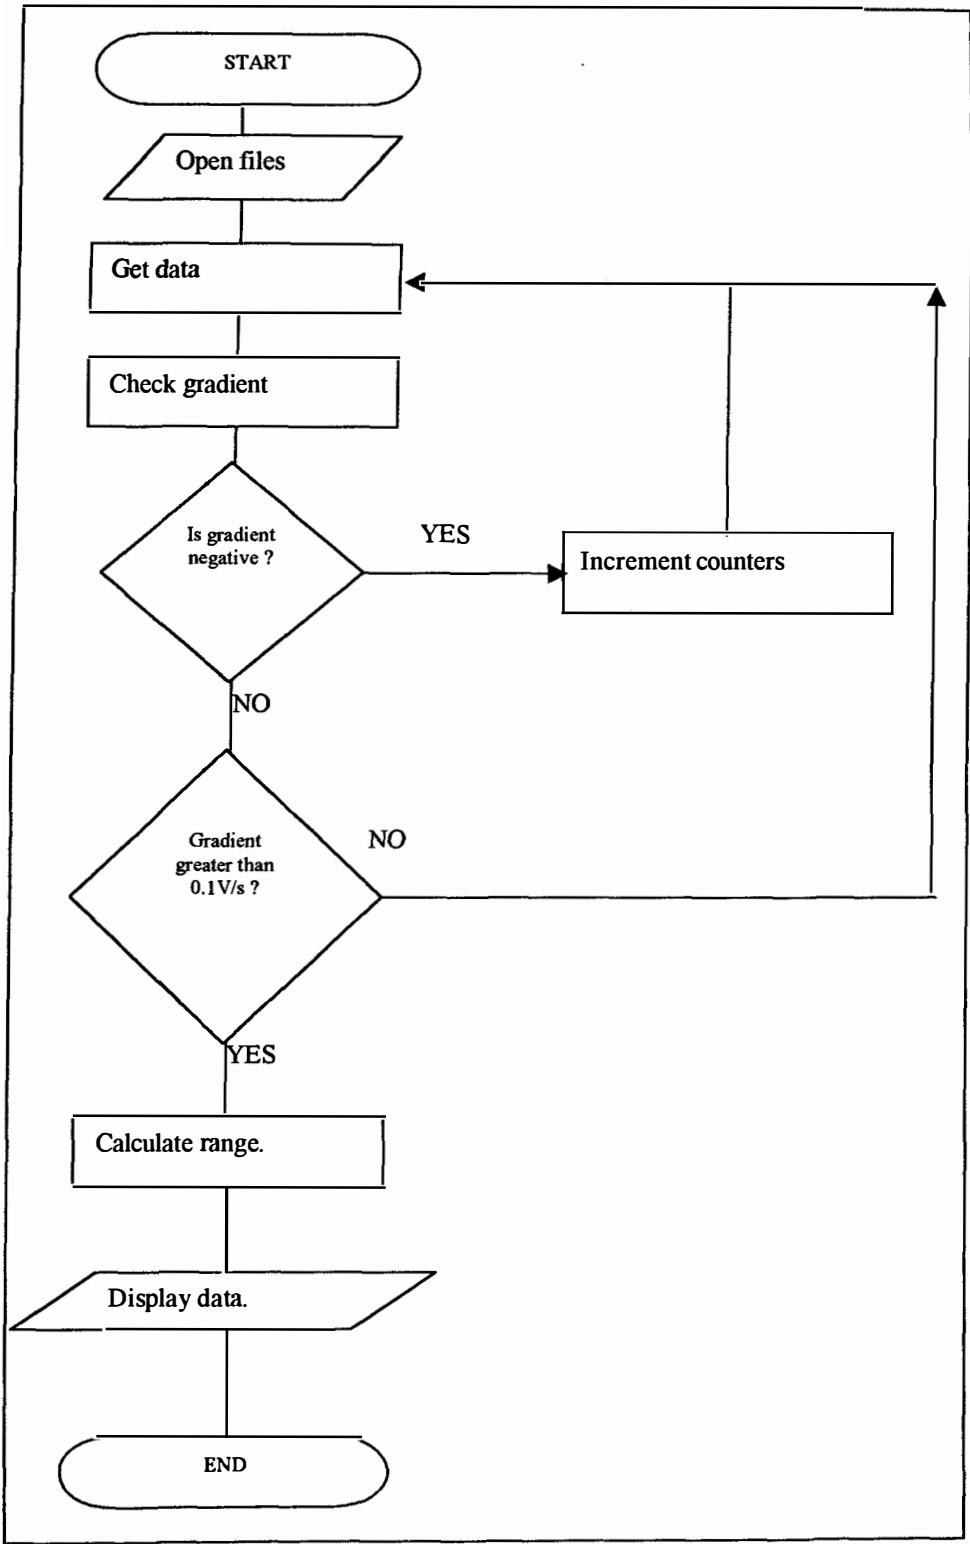 START
Open files
Get data
Check gradient
Is gradient
negative ?
YES
Increment counters
NO
Gradient
greater than
0.1V/s ?
NO
YES
Calculate range.
Display data.
END